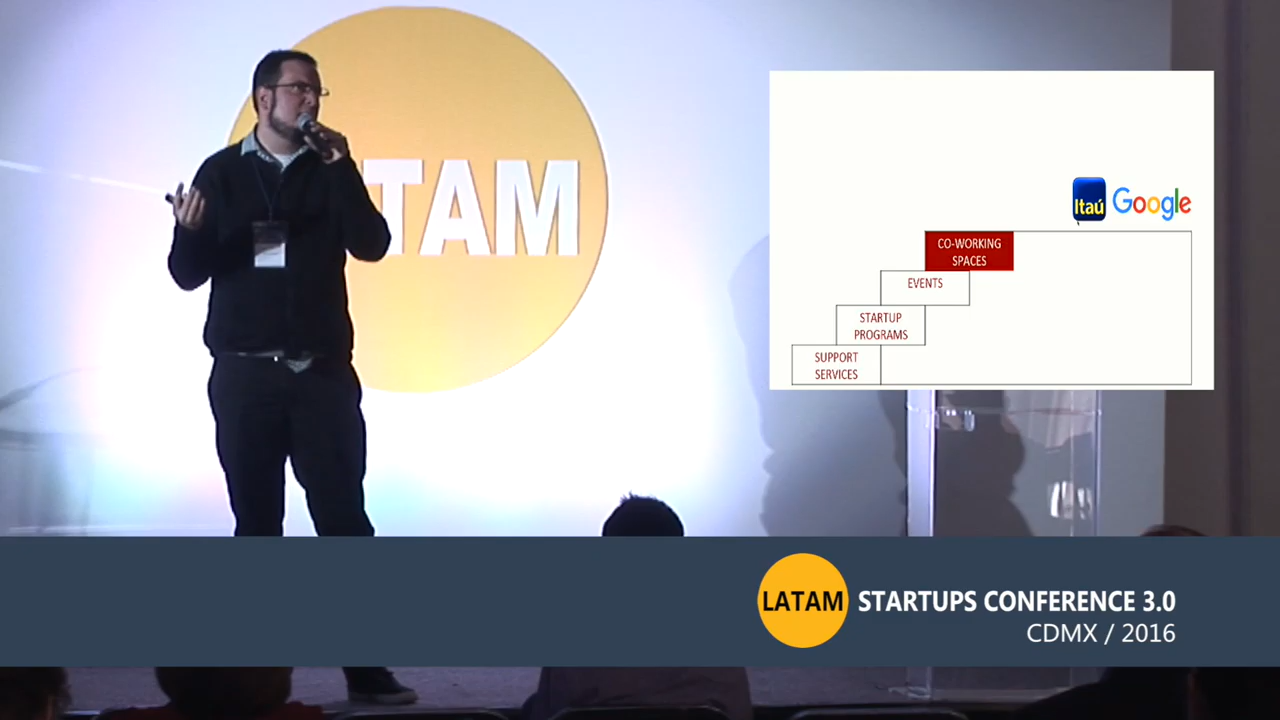 TAM
Itaú Google
CO-WORKING
SPACES
EVENTS
STARTUP
PROGRAMS
SUPPORT
SERVICES
LATAM STARTUPS CONFERENCE 3.0
CDMX / 2016